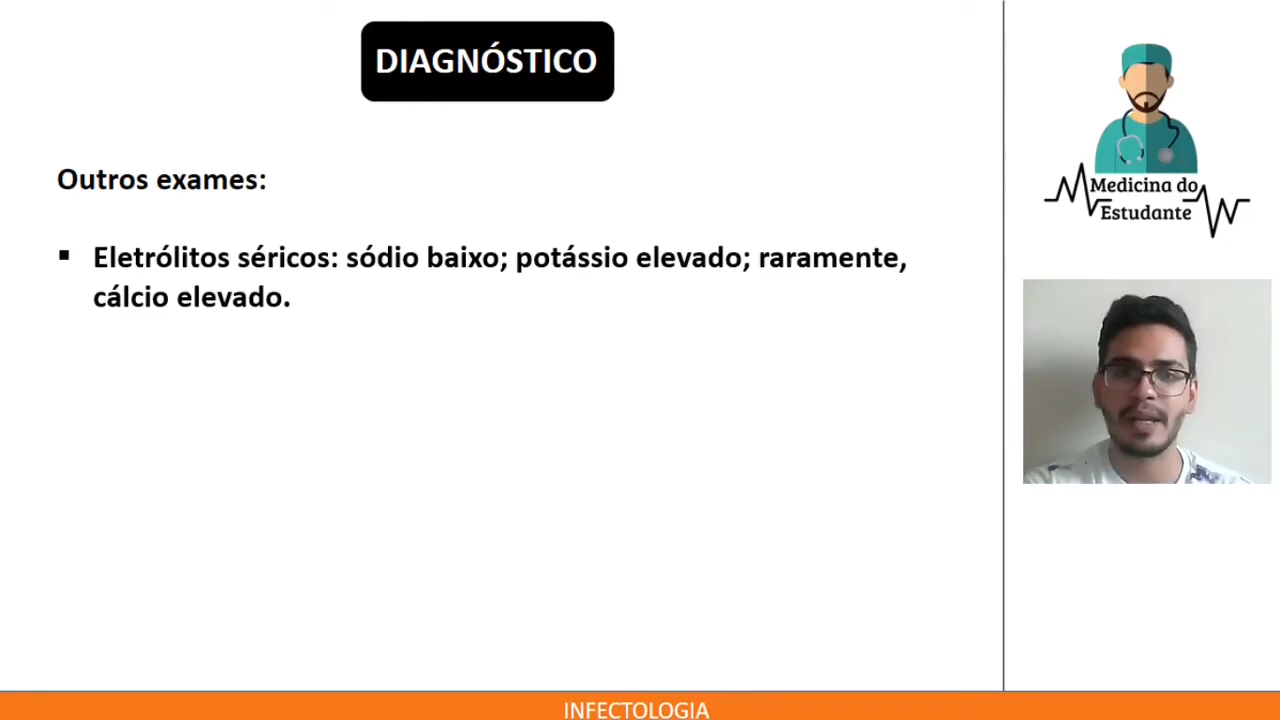 DIAGNÓSTICO
Outros exames:
▪ Eletrólitos séricos: sódio baixo; potássio elevado; raramente,
cálcio elevado.
Medicina do
Estudante
INFECTOLOGIA